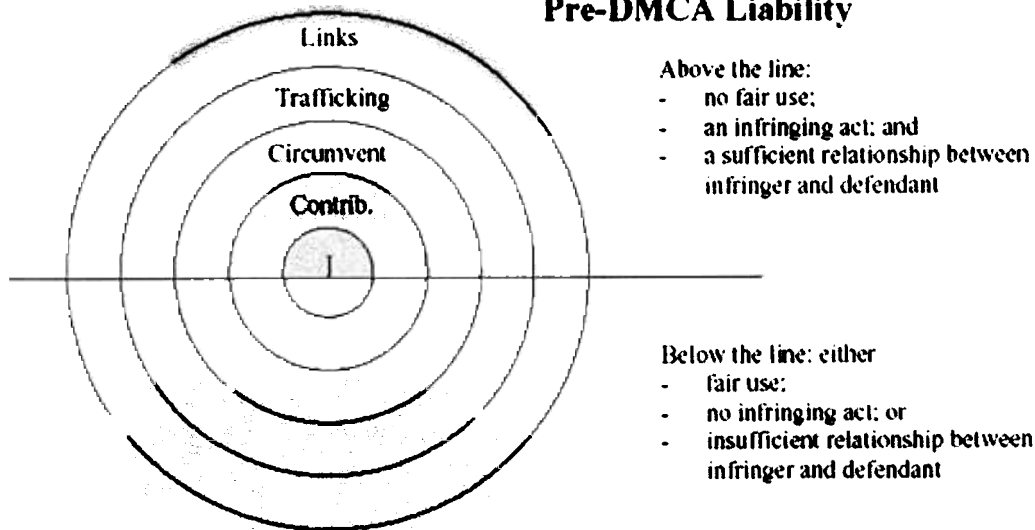 Pre-DMCA Liability
Links
Trafficking
Circumvent
Contrib.
I
Above the line:
- no fair use;
- an infringing act; and
- a sufficient relationship between
infringer and defendant
Below the line: either
- fair use;
- no infringing act; or
- insufficient relationship between
infringer and defendant